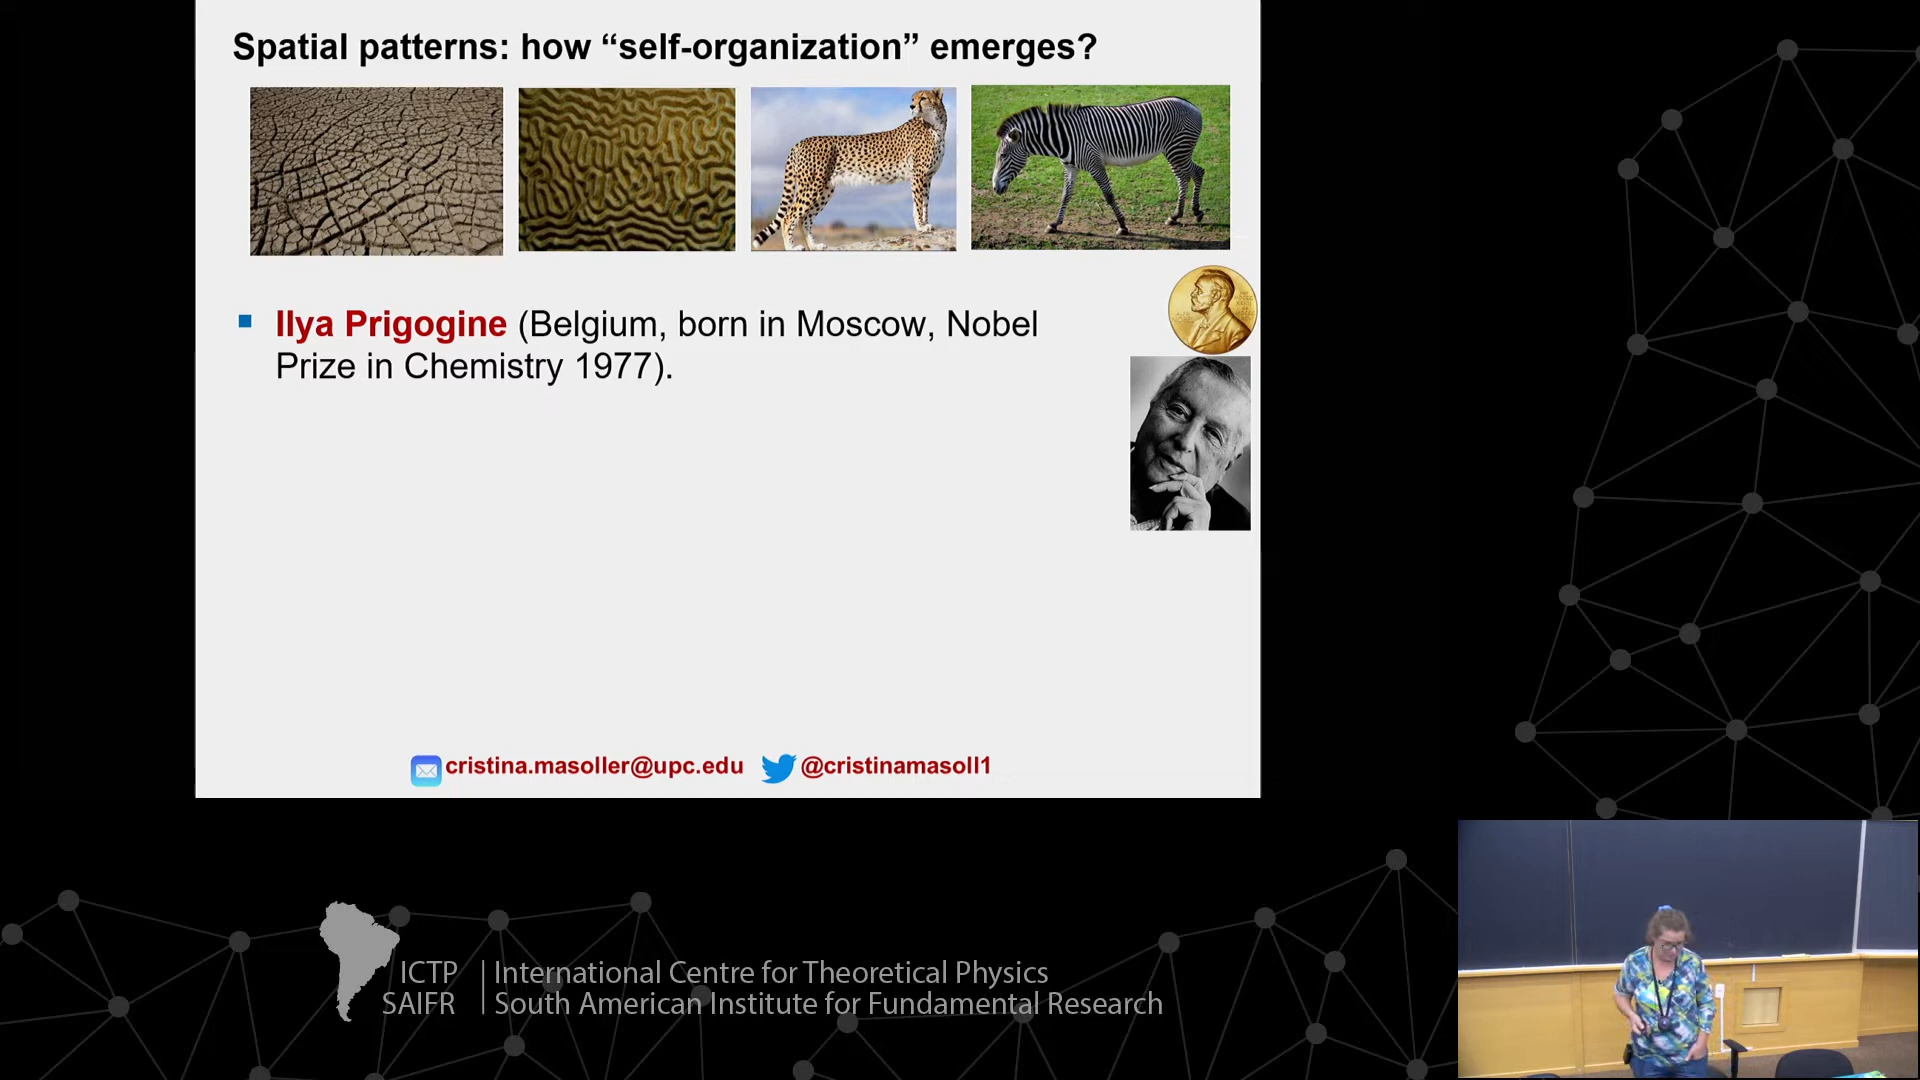 Spatial patterns: how “self-organization” emerges?
Ilya Prigogine (Belgium, born in Moscow, Nobel
Prize in Chemistry 1977).
cristina.masoller@upc.edu @cristinamasoll1
ICTP International Centre for Theoretical Physics
SAIFR South American Institute for Fundamental Research